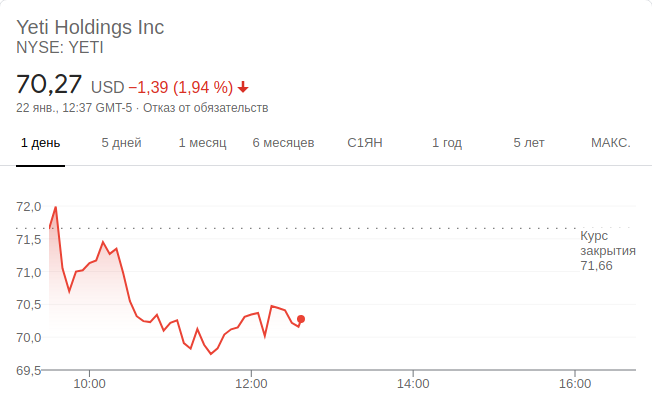 Yeti Holdings Inc
NYSE: YETI
70,27 USD −1,39 (1,94 %)
22 янв., 12:37 GMT-5 · Отказ от обязательств
1 день 5 дней 1 месяц 6 месяцев С1ЯН 1 год 5 лет МАКС.
72,0
71,5
Курс
закрытия
71,66
71,0
70,5
70,0
69,5
10:00 12:00 14:00 16:00